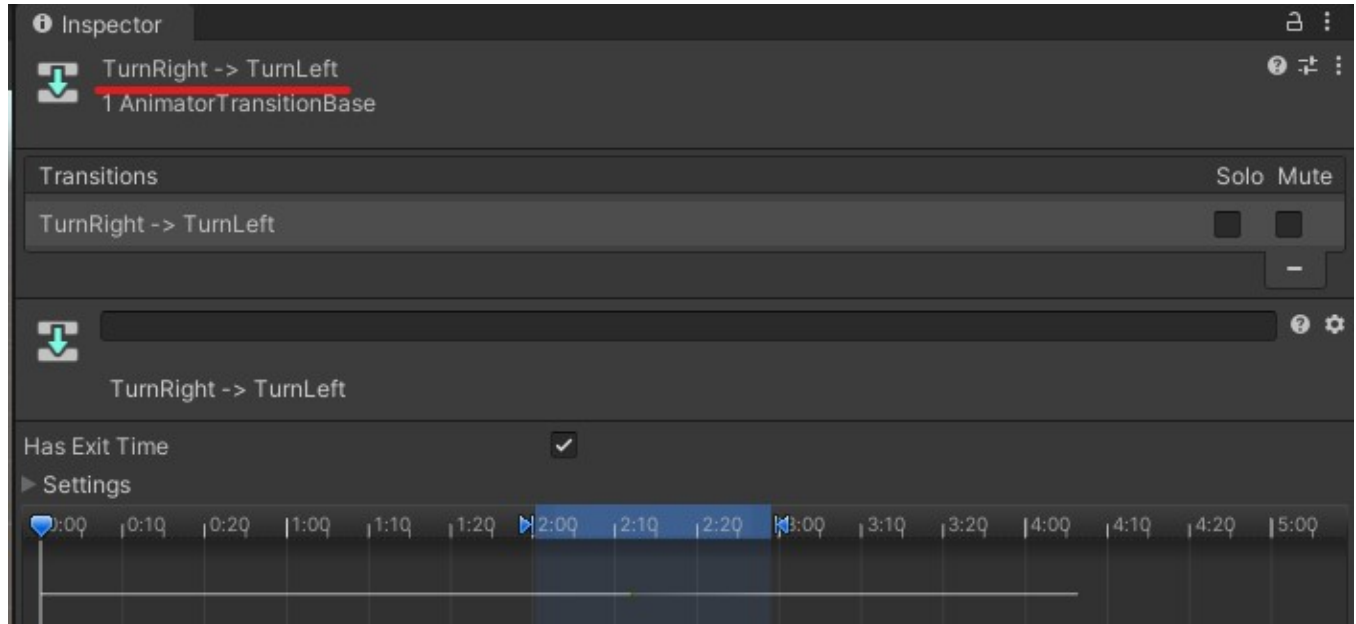 Inspector
TurnRight -> TurnLeft
1 AnimatorTransitionBase
Transitions Solo Mute
TurnRight -> TurnLeft
TurnRight -> TurnLeft
Has Exit Time
Settings
0:00 0:10 0:20 1:00 1:10 1:20 2:00 2:10 2:20 3:00 3:10 3:20 4:00 4:10 4:20 5:00